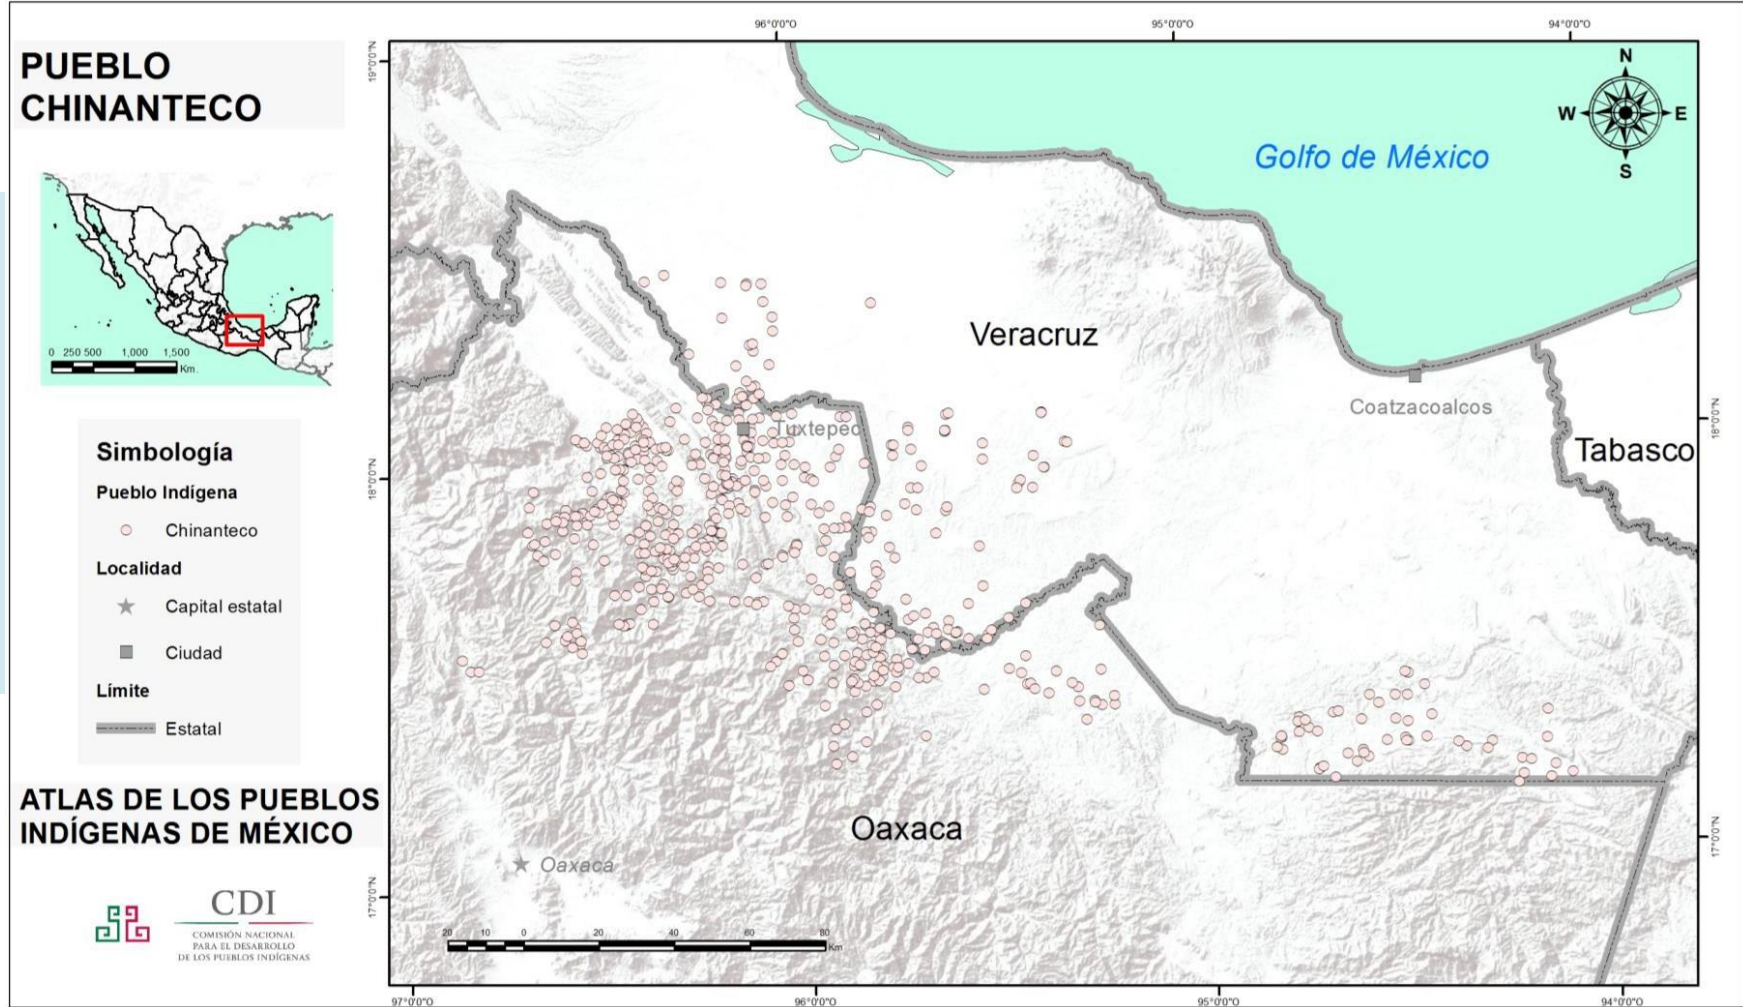 PUEBLO
CHINANTECO
0 250 500 1,000 1,500
Km.
Simbología
Pueblo Indígena
Chinanteco
Localidad
Capital estatal
Ciudad
Límite
Estatal
ATLAS DE LOS PUEBLOS
INDÍGENAS DE MÉXICO
CDI
COMISIÓN NACIONAL
PARA EL DESARROLLO
DE LOS PUEBLOS INDÍGENAS
96°0'0"O 95°0'0"O 94°0'0"O
19°0'0"N
N
W E
S
Golfo de México
Veracruz
Coatzacoalcos
18°0'0"N
Tuxtepec
Tabasco
18°0'0"N
Oaxaca
17°0'0"N
Oaxaca
17°0'0"N
20 10 0 20 40 60 80
Km
97°0'0"O 96°0'0"O 95°0'0"O 94°0'0"O